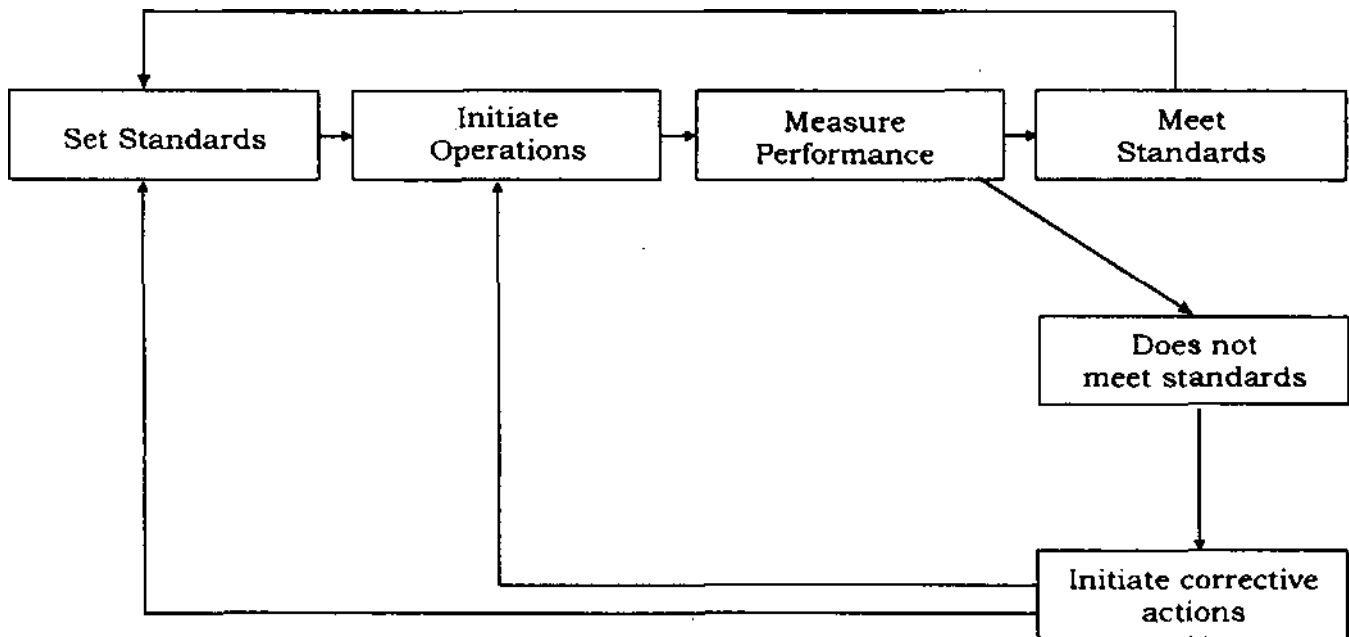 Set Standards
Initiate
Operations
Measure
Performance
Meet
Standards
Does not
meet standards
Initiate corrective
actions